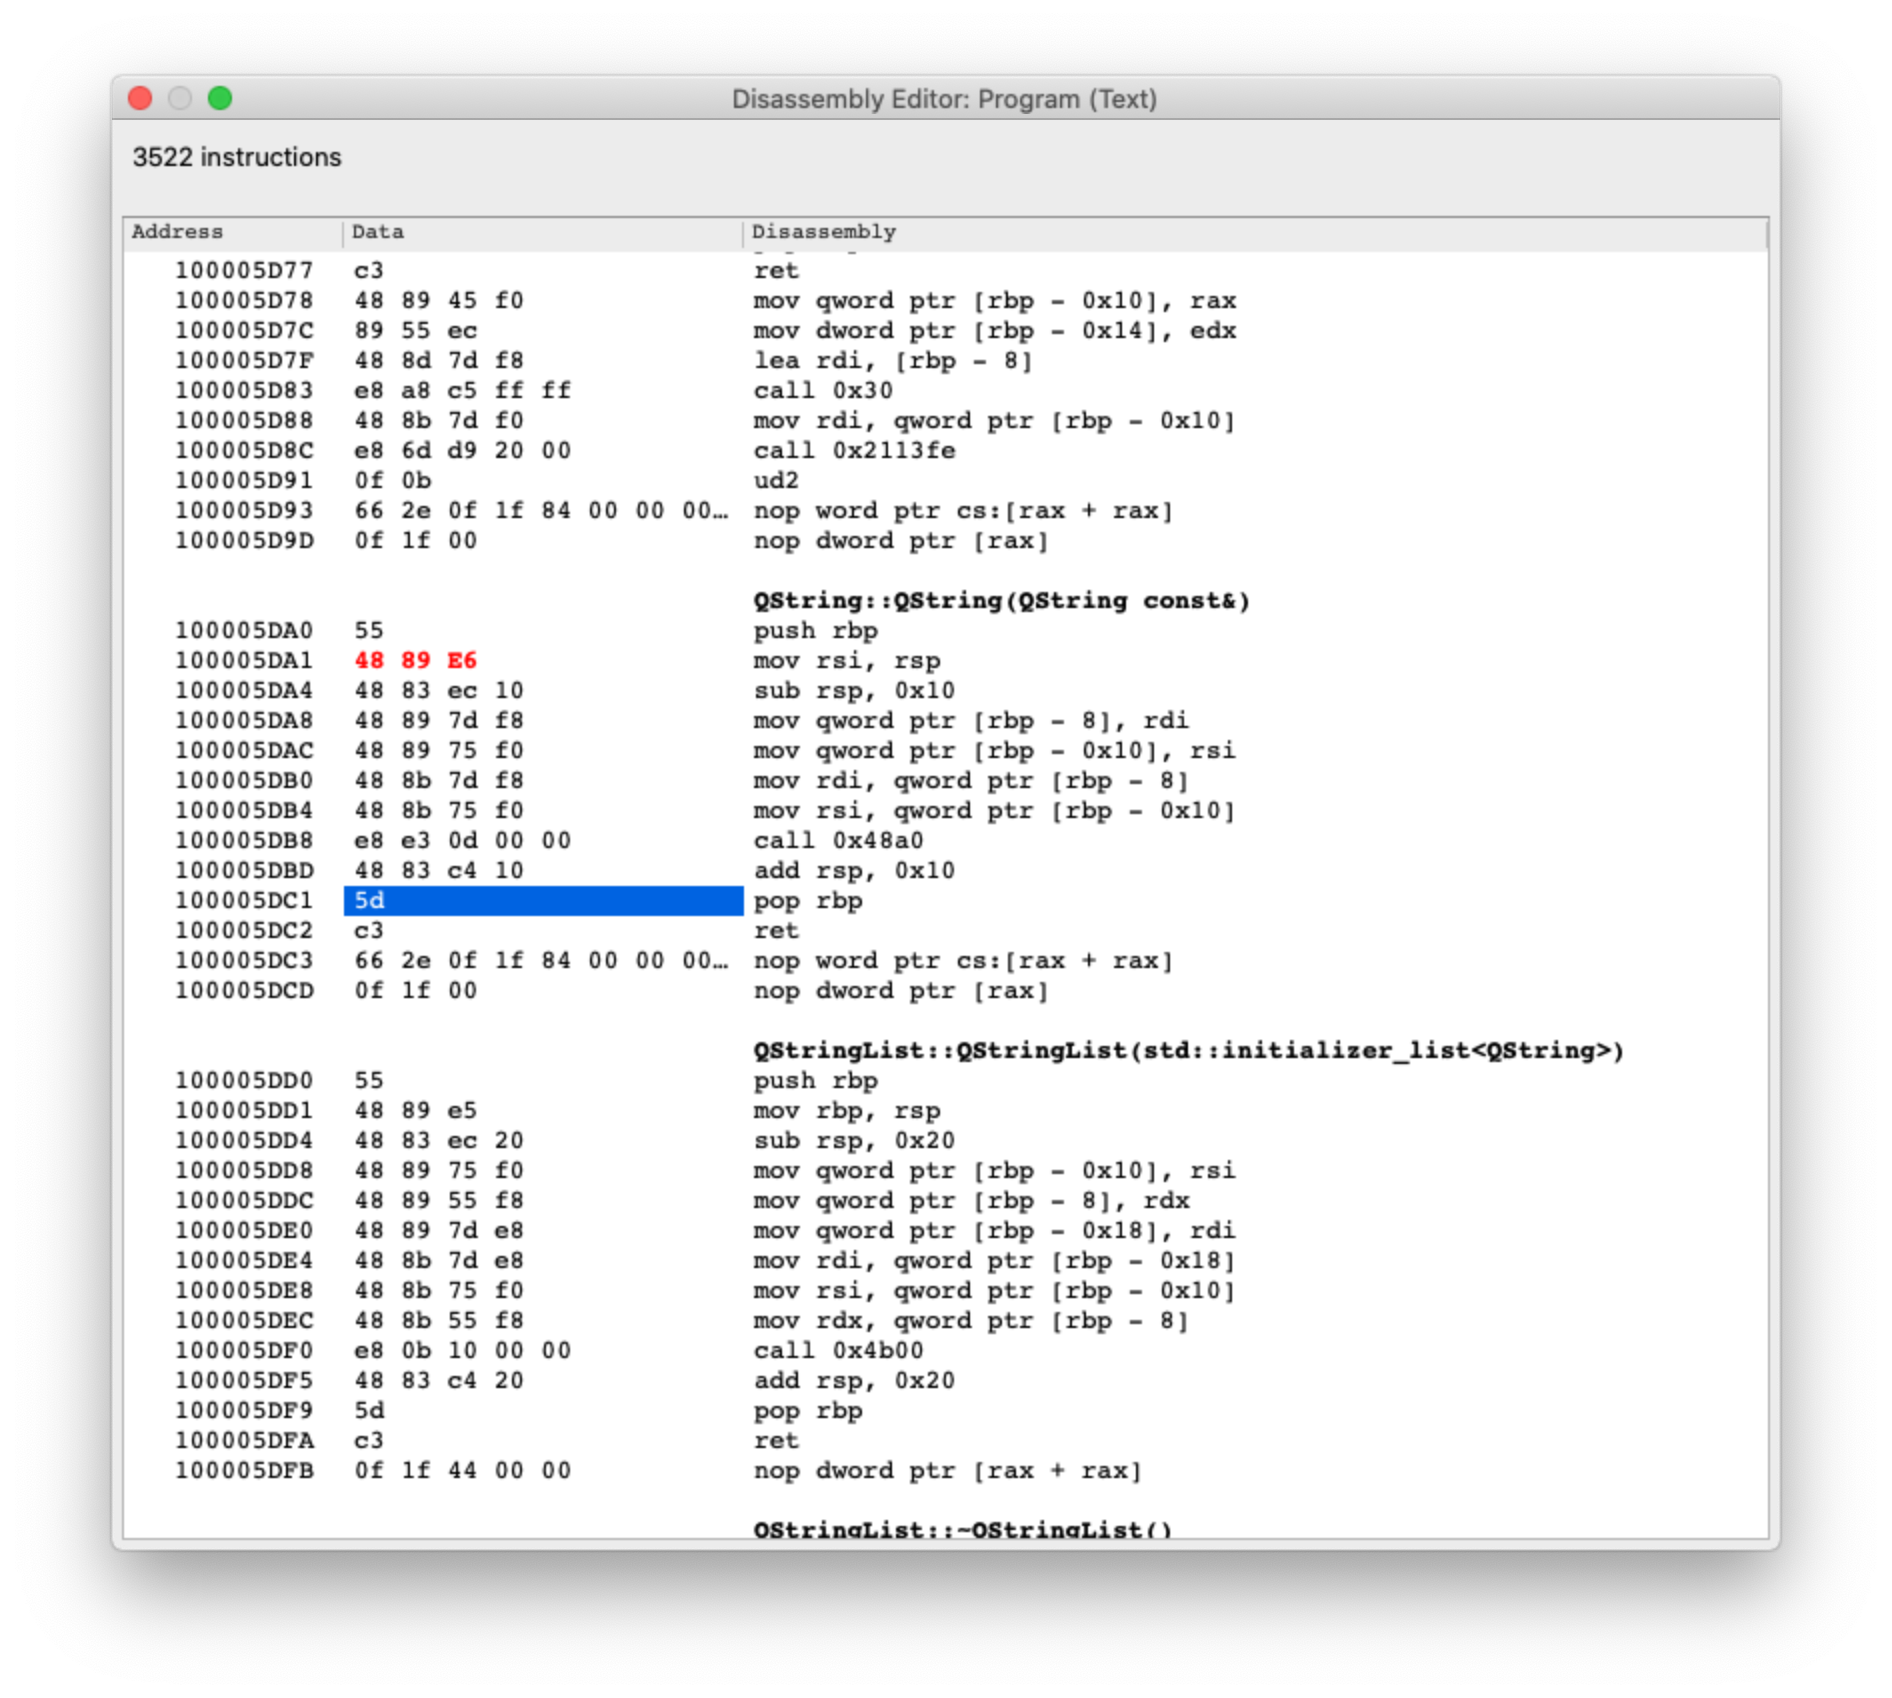 Disassembly Editor: Program (Text)
3522 instructions
Address Data Disassembly
100005D77 c3 ret
100005D78 48 89 45 f0 mov qword ptr [rbp - 0x10], rax
100005D7C 89 55 ec mov dword ptr [rbp - 0x14], edx
100005D7F 48 8d 7d f8 lea rdi, [rbp - 8]
100005D83 e8 a8 c5 ff ff call 0x30
100005D88 48 8b 7d f0 mov rdi, qword ptr [rbp - 0x10]
100005D8C e8 6d d9 20 00 call 0x2113fe
100005D91 0f 0b ud2
100005D93 66 2e 0f 1f 84 00 00 00… nop word ptr cs:[rax + rax]
100005D9D 0f 1f 00 nop dword ptr [rax]
QString::QString(QString const&)
100005DA0 55 push rbp
100005DA1 48 89 E6 mov rsi, rsp
100005DA4 48 83 ec 10 sub rsp, 0x10
100005DA8 48 89 7d f8 mov qword ptr [rbp - 8], rdi
100005DAC 48 89 75 f0 mov qword ptr [rbp - 0x10], rsi
100005DB0 48 8b 7d f8 mov rdi, qword ptr [rbp - 8]
100005DB4 48 8b 75 f0 mov rsi, qword ptr [rbp - 0x10]
100005DB8 e8 e3 0d 00 00 call 0x48a0
100005DBD 48 83 c4 10 add rsp, 0x10
100005DC1 5d pop rbp
100005DC2 c3 ret
100005DC3 66 2e 0f 1f 84 00 00 00… nop word ptr cs:[rax + rax]
100005DCD 0f 1f 00 nop dword ptr [rax]
QStringList::QStringList(std::initializer_list<QString>)
100005DD0 55 push rbp
100005DD1 48 89 e5 mov rbp, rsp
100005DD4 48 83 ec 20 sub rsp, 0x20
100005DD8 48 89 75 f0 mov qword ptr [rbp - 0x10], rsi
100005DDC 48 89 55 f8 mov qword ptr [rbp - 8], rdx
100005DE0 48 89 7d e8 mov qword ptr [rbp - 0x18], rdi
100005DE4 48 8b 7d e8 mov rdi, qword ptr [rbp - 0x18]
100005DE8 48 8b 75 f0 mov rsi, qword ptr [rbp - 0x10]
100005DEC 48 8b 55 f8 mov rdx, qword ptr [rbp - 8]
100005DF0 e8 0b 10 00 00 call 0x4b00
100005DF5 48 83 c4 20 add rsp, 0x20
100005DF9 5d pop rbp
100005DFA c3 ret
100005DFB 0f 1f 44 00 00 nop dword ptr [rax + rax]
QStringList::~QStringList()